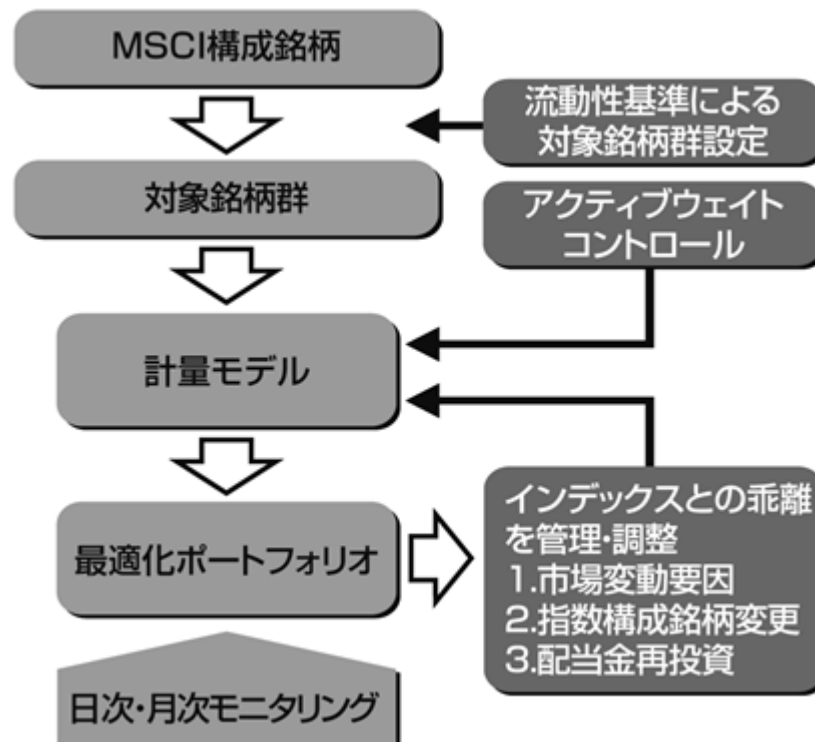 MSCI構成銘柄
流動性基準による
対象銘柄群設定
対象銘柄群
アクティブウェイト
コントロール
計量モデル
最適化ポートフォリオ
インデックスとの乖離
を管理・調整
1.市場変動要因
2.指数構成銘柄変更
3.配当金再投資
日次・月次モニタリング